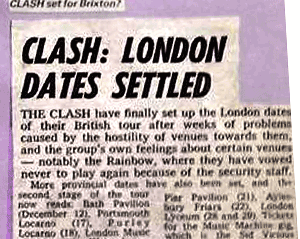 CLASH set for Brixton?
CLASH: LONDON
DATES SETTLED
THE CLASH have finally set up the London dates
of their British tour after weeks of problems
caused by the hostility of venues towards them,
and the group's own feelings about certain venues
— notably the Rainbow, where they have vowed
never to play again because of the security staff.
More provincial dates have also been set, and the
second stage of the tour
now reads: Bath Pavilion
(December 12), Portsmouth
Locarno (17), Purley
Locarno (18), London Music
Pier Pavilion (21), Ayles-
bury Friars (22), London
Lyceum (28 and 29). Tickets
for the Music Machine gig,
which is the Sid Vicious